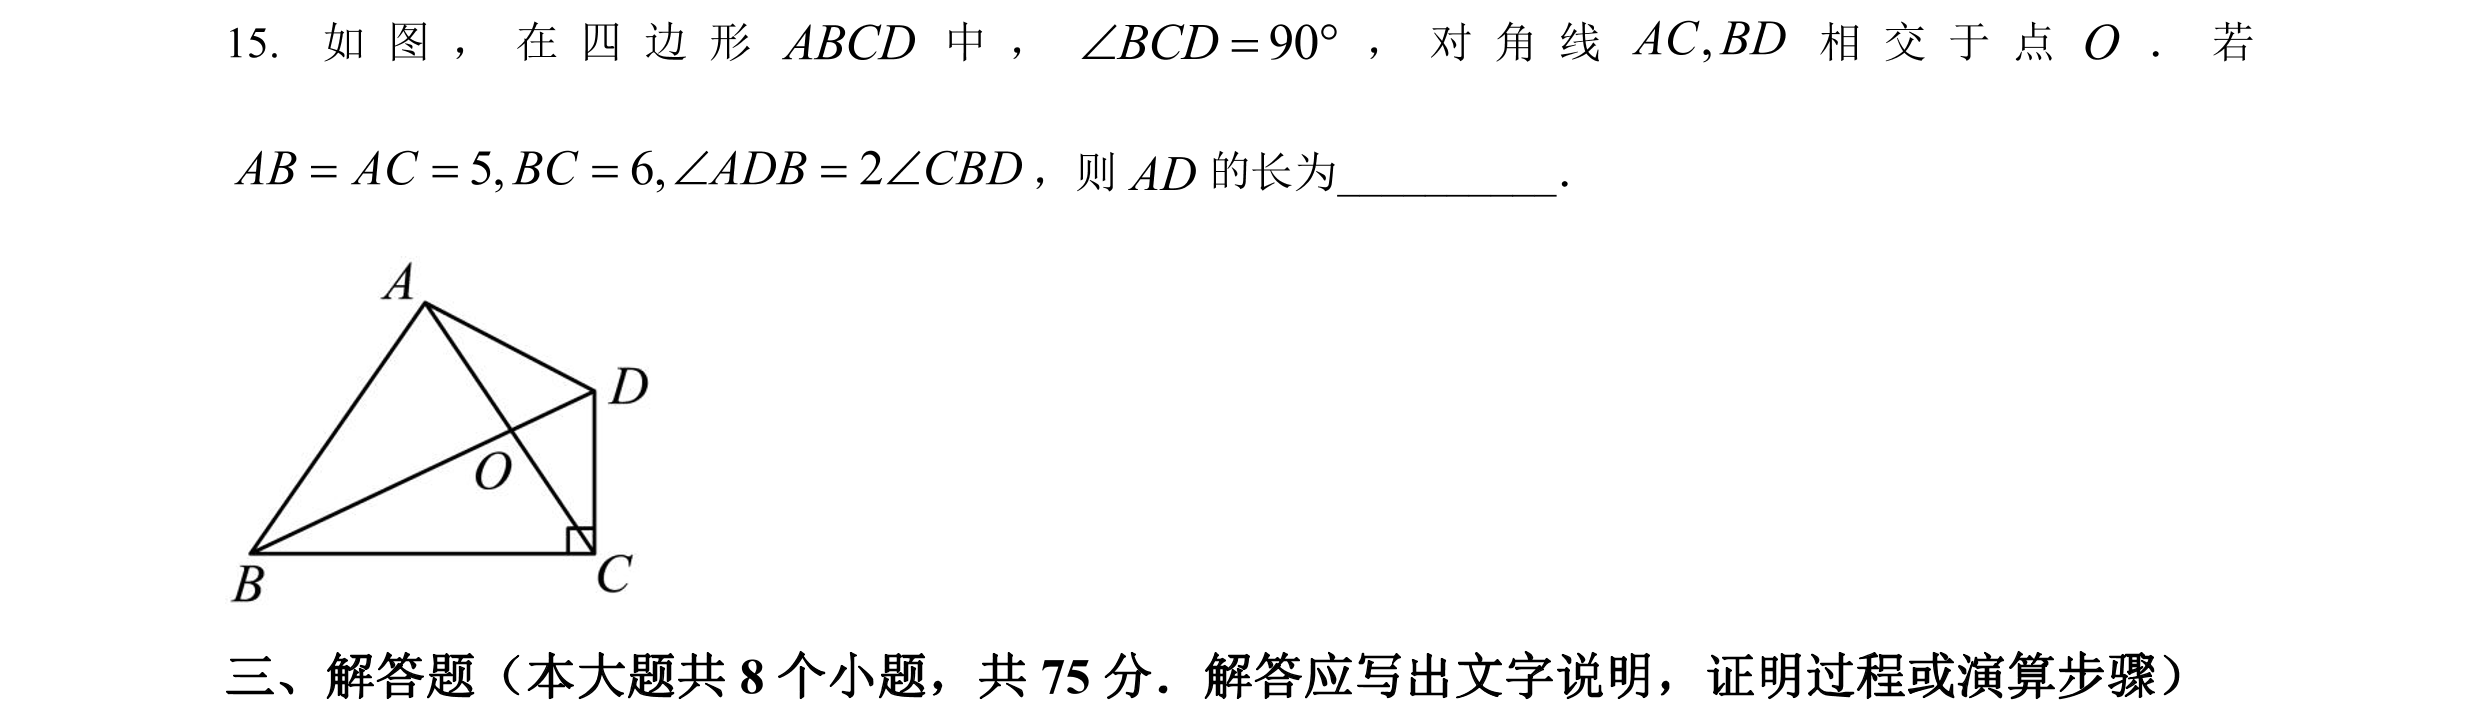 15. 如图，在四边形 ABCD 中，∠BCD = 90°，对角线 AC, BD 相交于点 O．若
AB = AC = 5, BC = 6, ∠ADB = 2∠CBD，则 AD 的长为__________．
A
D
O
B
C
三、解答题（本大题共 8 个小题，共 75 分．解答应写出文字说明，证明过程或演算步骤）